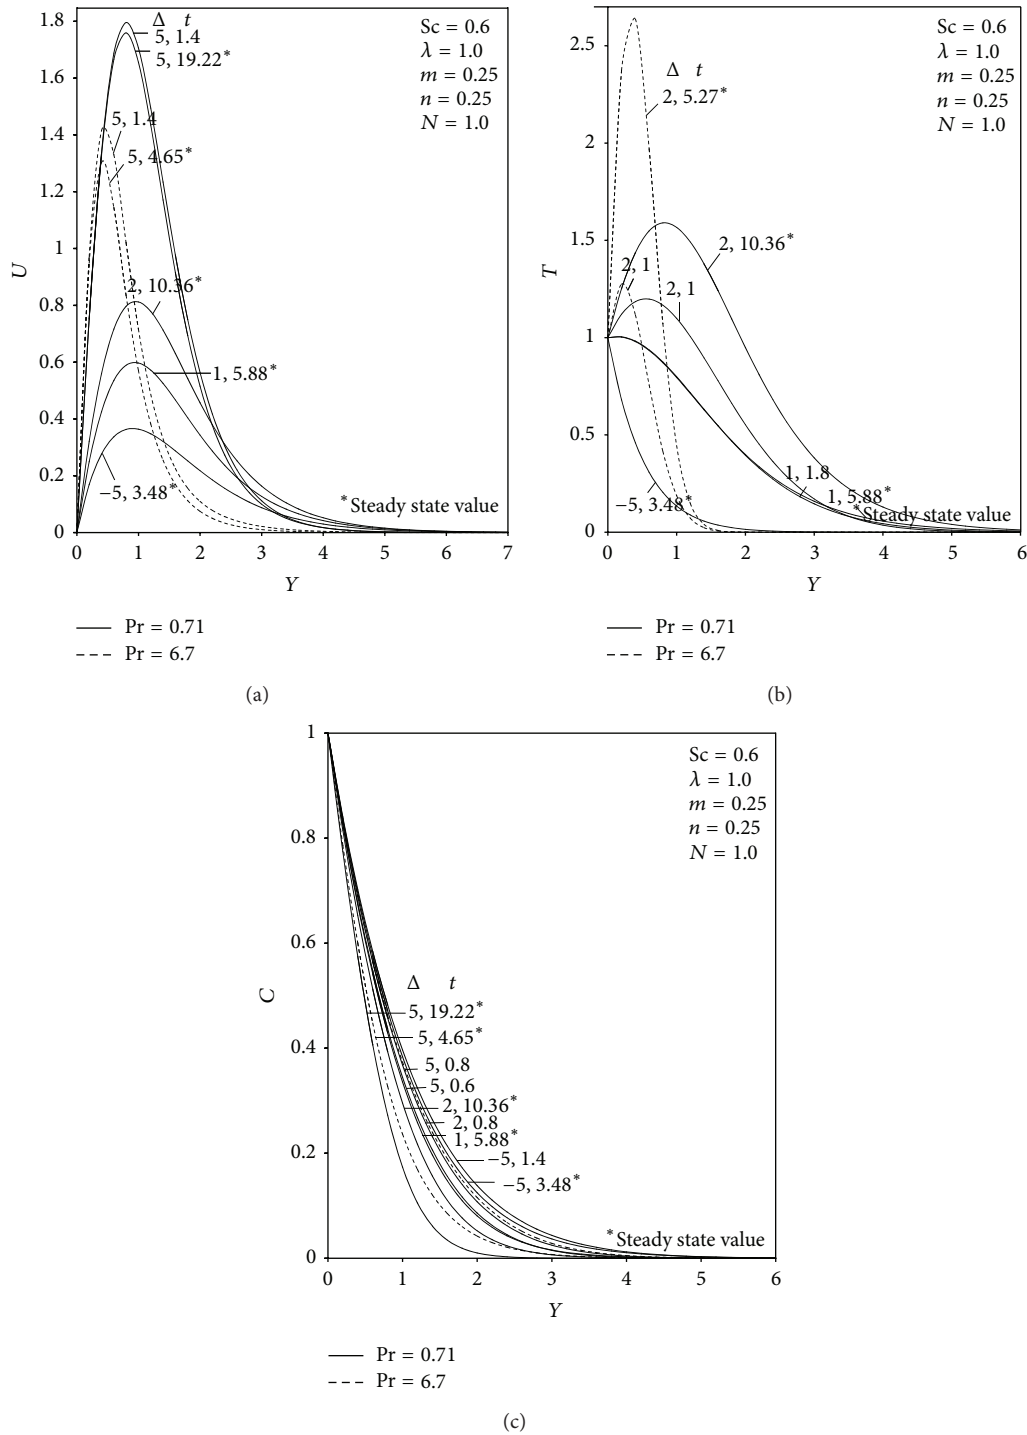 Δ t
5, 1.4
5, 19.22*
5, 1.4
5, 4.65*
2, 10.36*
1, 5.88*
−5, 3.48*
Sc = 0.6
λ = 1.0
m = 0.25
n = 0.25
N = 1.0
*Steady state value
1.8
1.6
1.4
1.2
1
0.8
0.6
0.4
0.2
0
U
0 1 2 3 4 5 6 7
Y
Pr = 0.71
Pr = 6.7
(a)
Δ t
2, 5.27*
2, 10.36*
2, 1
2, 1
1, 1.8
1, 5.88*
−5, 3.48*
Sc = 0.6
λ = 1.0
m = 0.25
n = 0.25
N = 1.0
*Steady state value
2.5
2
1.5
1
0.5
0
T
0 1 2 3 4 5 6
Y
Pr = 0.71
Pr = 6.7
(b)
Sc = 0.6
λ = 1.0
m = 0.25
n = 0.25
N = 1.0
Δ t
5, 19.22*
5, 4.65*
5, 0.8
5, 0.6
2, 10.36*
2, 0.8
1, 5.88*
−5, 1.4
−5, 3.48*
*Steady state value
1
0.8
0.6
0.4
0.2
0
C
0 1 2 3 4 5 6
Y
Pr = 0.71
Pr = 6.7
(c)